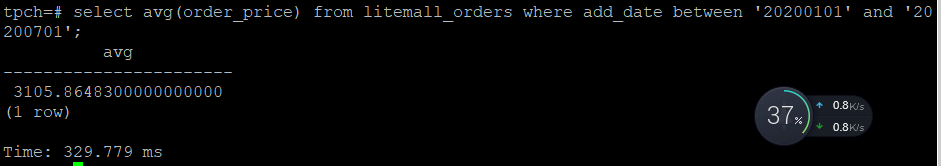 tpch=# select avg(order_price) from litemall_orders where add_date between '20200101' and '20
200701';
avg
-----------------------
3105.8648300000000000
(1 row)
Time: 329.779 ms
37%
0.8K/s
0.8K/s